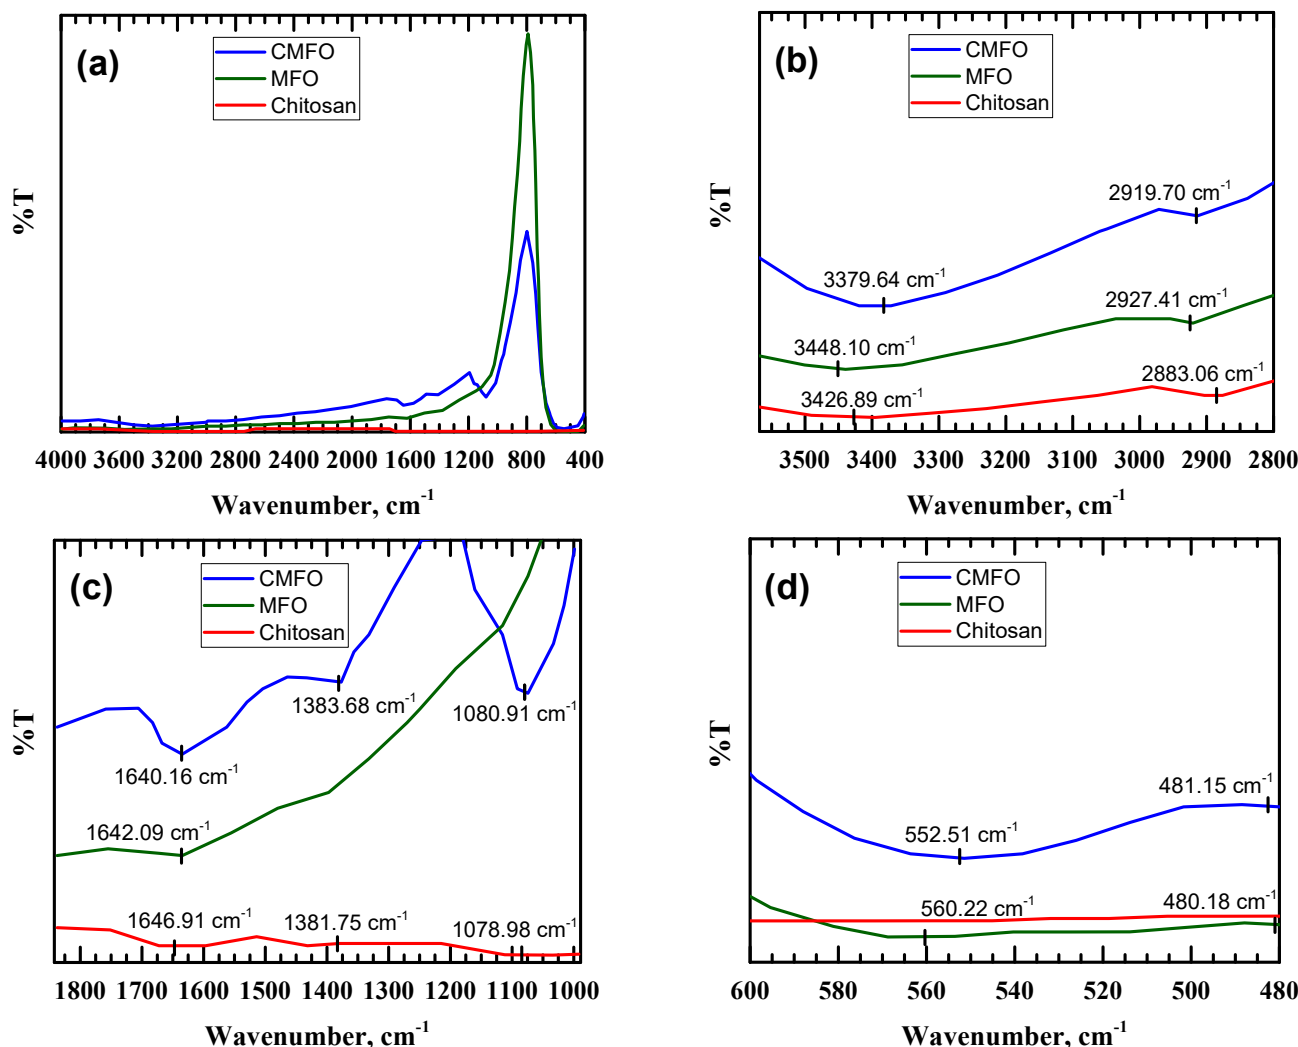 (a)
CMFO
MFO
Chitosan
%T
4000 3600 3200 2800 2400 2000 1600 1200 800 400
Wavenumber, cm-1
(b)
CMFO
MFO
Chitosan
2919.70 cm-1
3379.64 cm-1
2927.41 cm-1
3448.10 cm-1
2883.06 cm-1
3426.89 cm-1
%T
3500 3400 3300 3200 3100 3000 2900 2800
Wavenumber, cm-1
(c)
CMFO
MFO
Chitosan
1383.68 cm-1
1080.91 cm-1
1640.16 cm-1
1642.09 cm-1
1646.91 cm-1
1381.75 cm-1
1078.98 cm-1
%T
1800 1700 1600 1500 1400 1300 1200 1100 1000
Wavenumber, cm-1
(d)
CMFO
MFO
Chitosan
481.15 cm-1
552.51 cm-1
560.22 cm-1
480.18 cm-1
%T
600 580 560 540 520 500 480
Wavenumber, cm-1